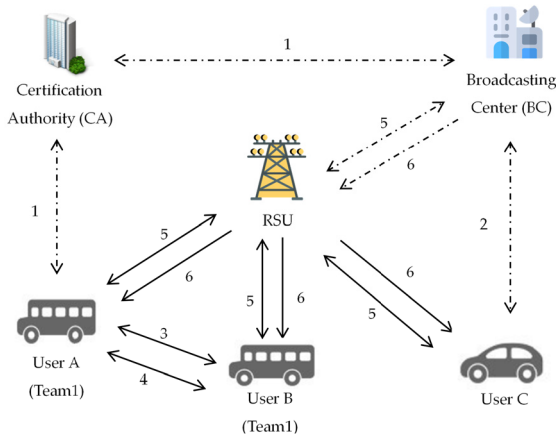 1
Certification
Authority (CA)
Broadcasting
Center (BC)
5
6
RSU
1
2
5
6
5
6
6
5
3
4
User A
(Team1)
User B
(Team1)
User C